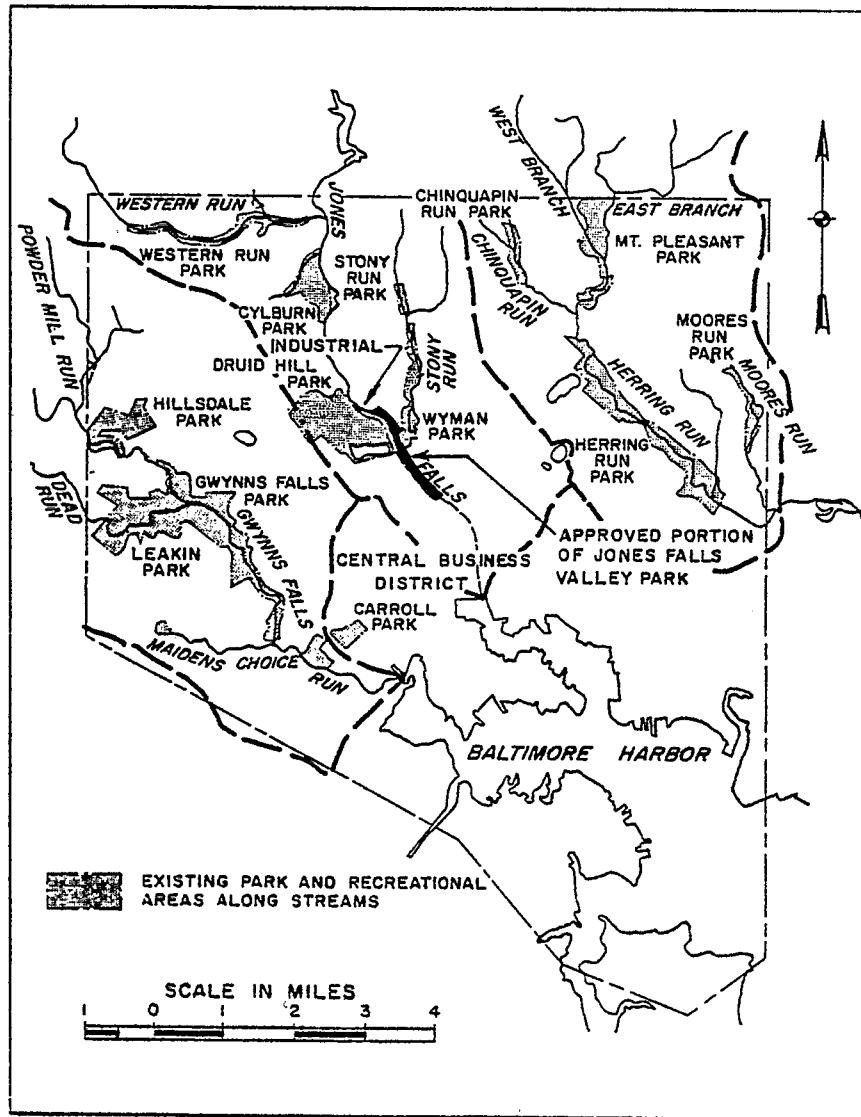 WEST BRANCH
WESTERN RUN
JONES
CHINQUAPIN
RUN PARK
EAST BRANCH
MT. PLEASANT
PARK
WESTERN RUN
PARK
STONY
RUN
PARK
CHINQUAPIN
RUN
POWDER MILL RUN
CYLBURN
PARK
INDUSTRIAL
STONY
RUN
MOORES
RUN
PARK
MOORES RUN
DRUID HILL
PARK
HERRING RUN
HILLSDALE
PARK
WYMAN
PARK
HERRING
RUN PARK
FALLS
DEAD
RUN
GWYNNS FALLS
PARK
GWYNNS FALLS
LEAKIN
PARK
APPROVED PORTION
OF JONES FALLS
VALLEY PARK
CENTRAL BUSINESS
DISTRICT
CARROLL
PARK
MAIDENS CHOICE
RUN
BALTIMORE HARBOR
EXISTING PARK AND RECREATIONAL
AREAS ALONG STREAMS
SCALE IN MILES
1 0 1 2 3 4